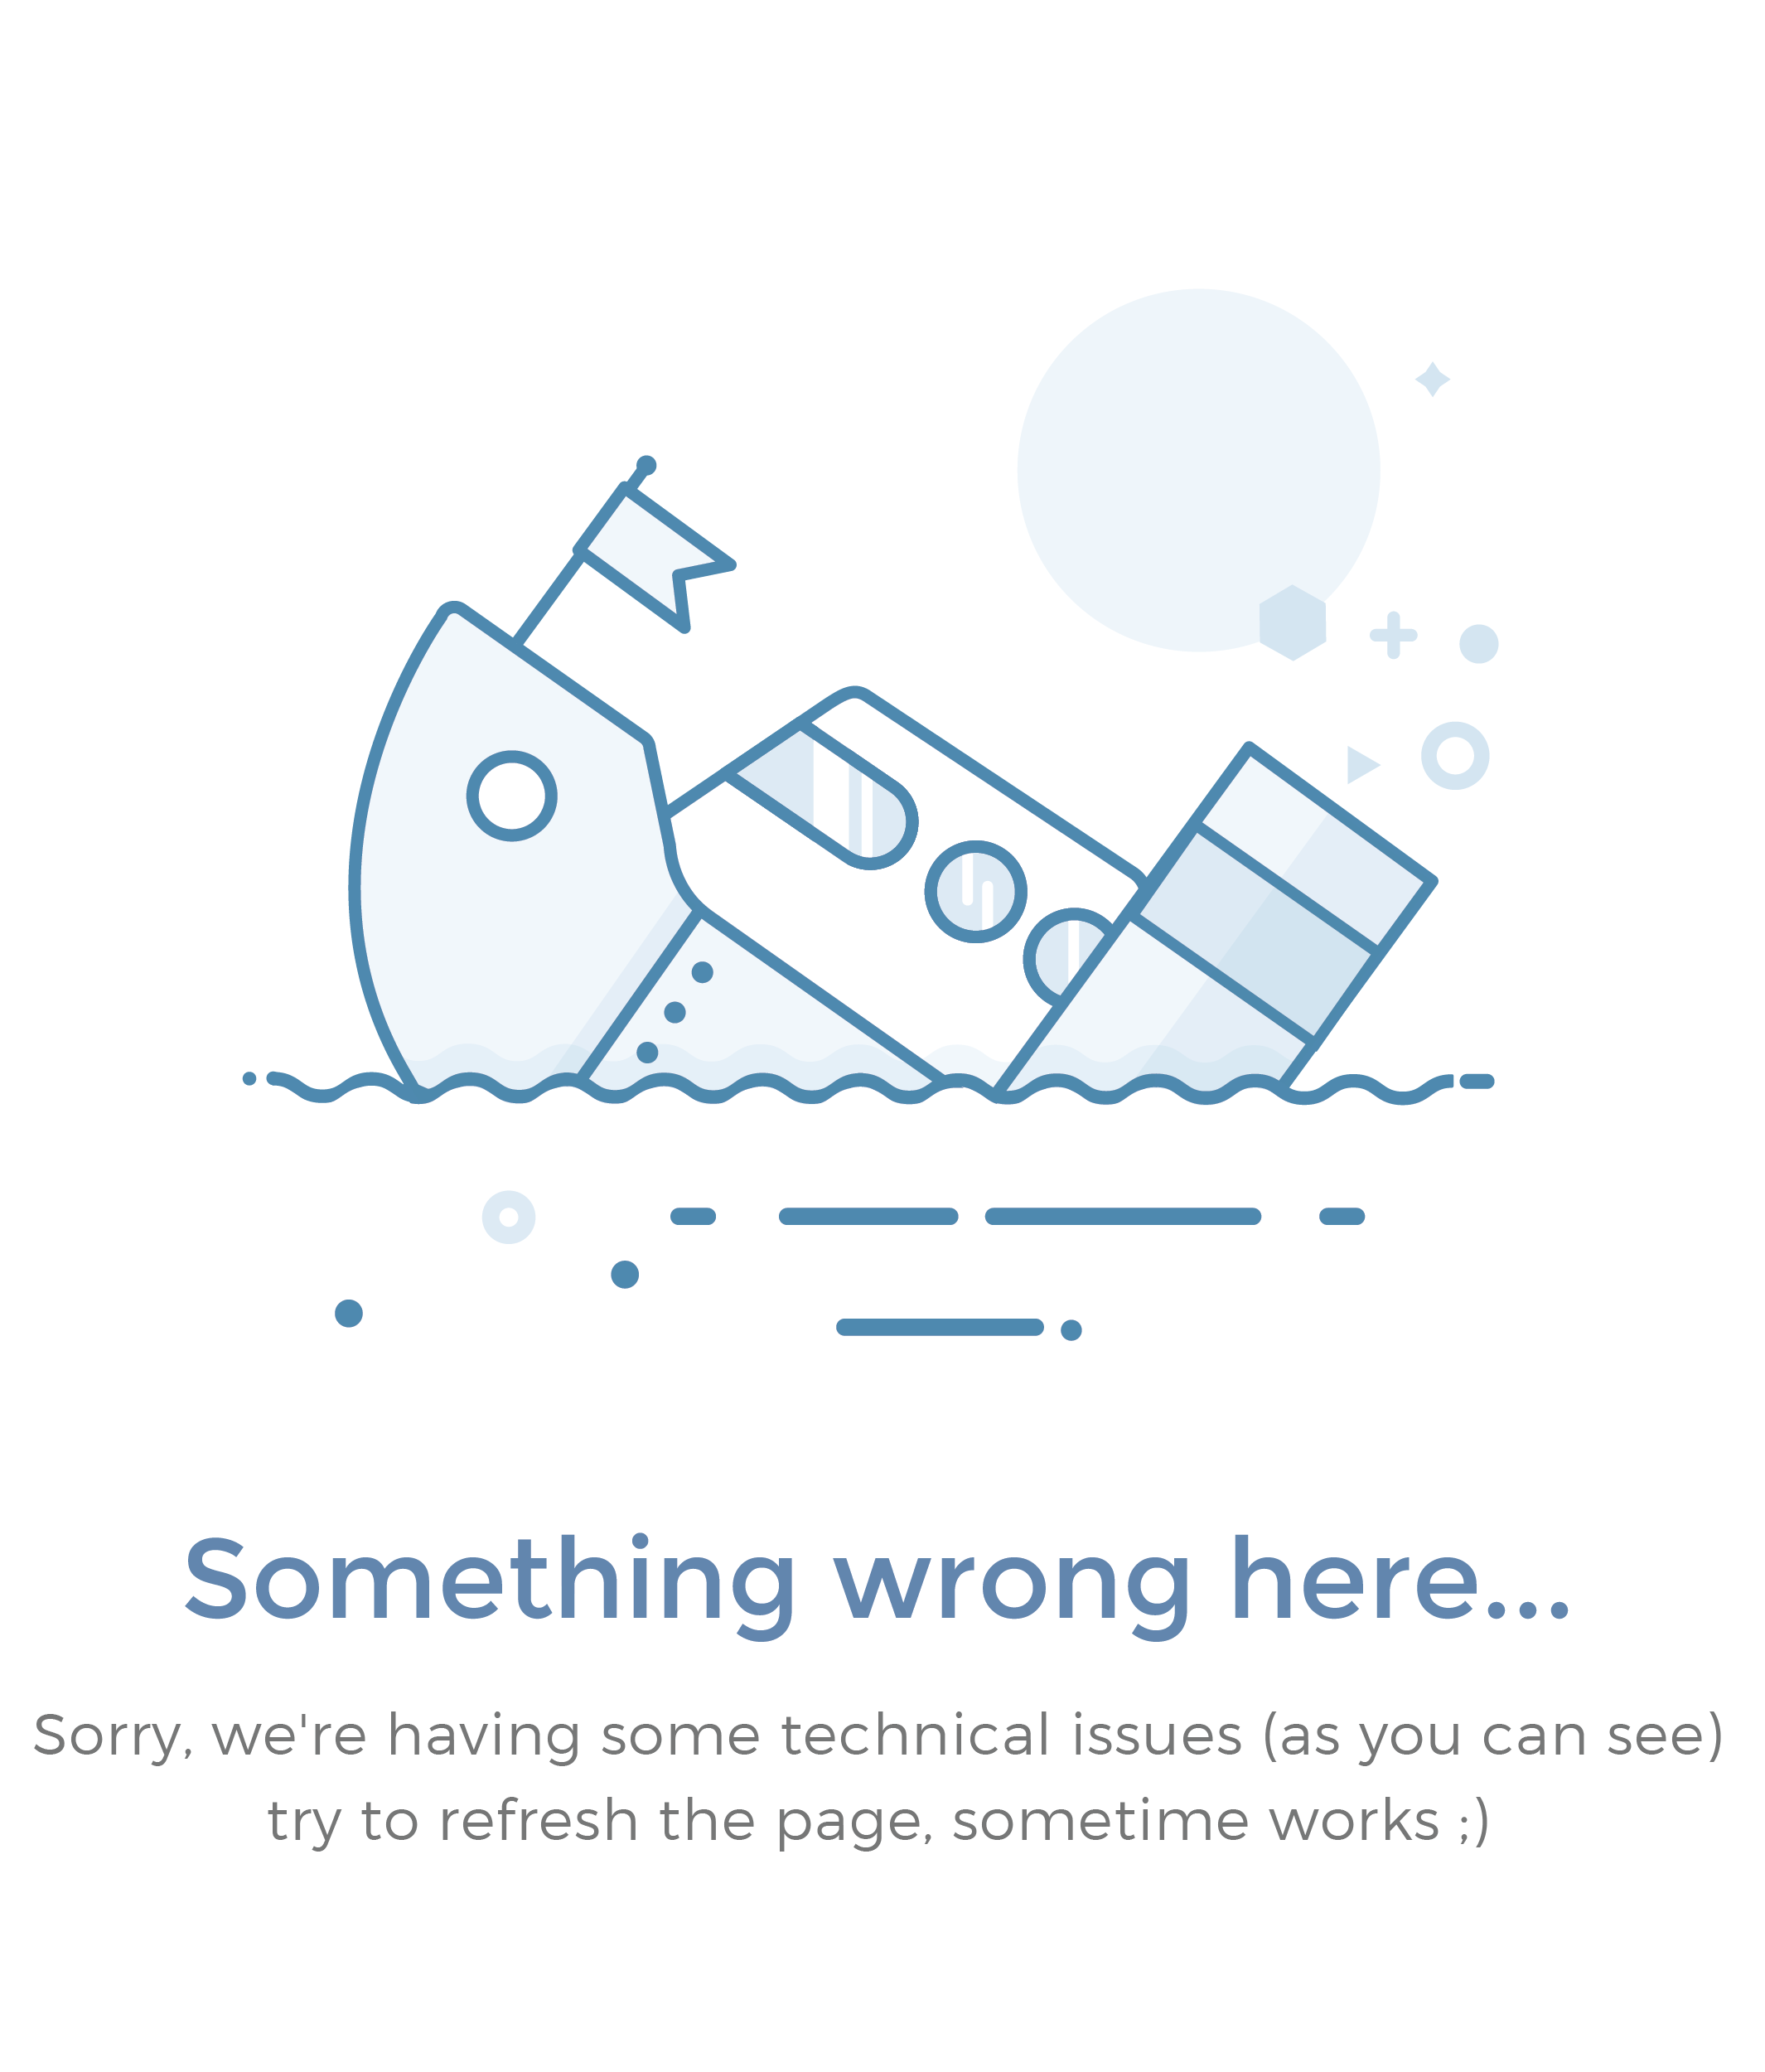 Something wrong here...
Sorry, we're having some technical issues (as you can see)
try to refresh the page, sometime works ;)